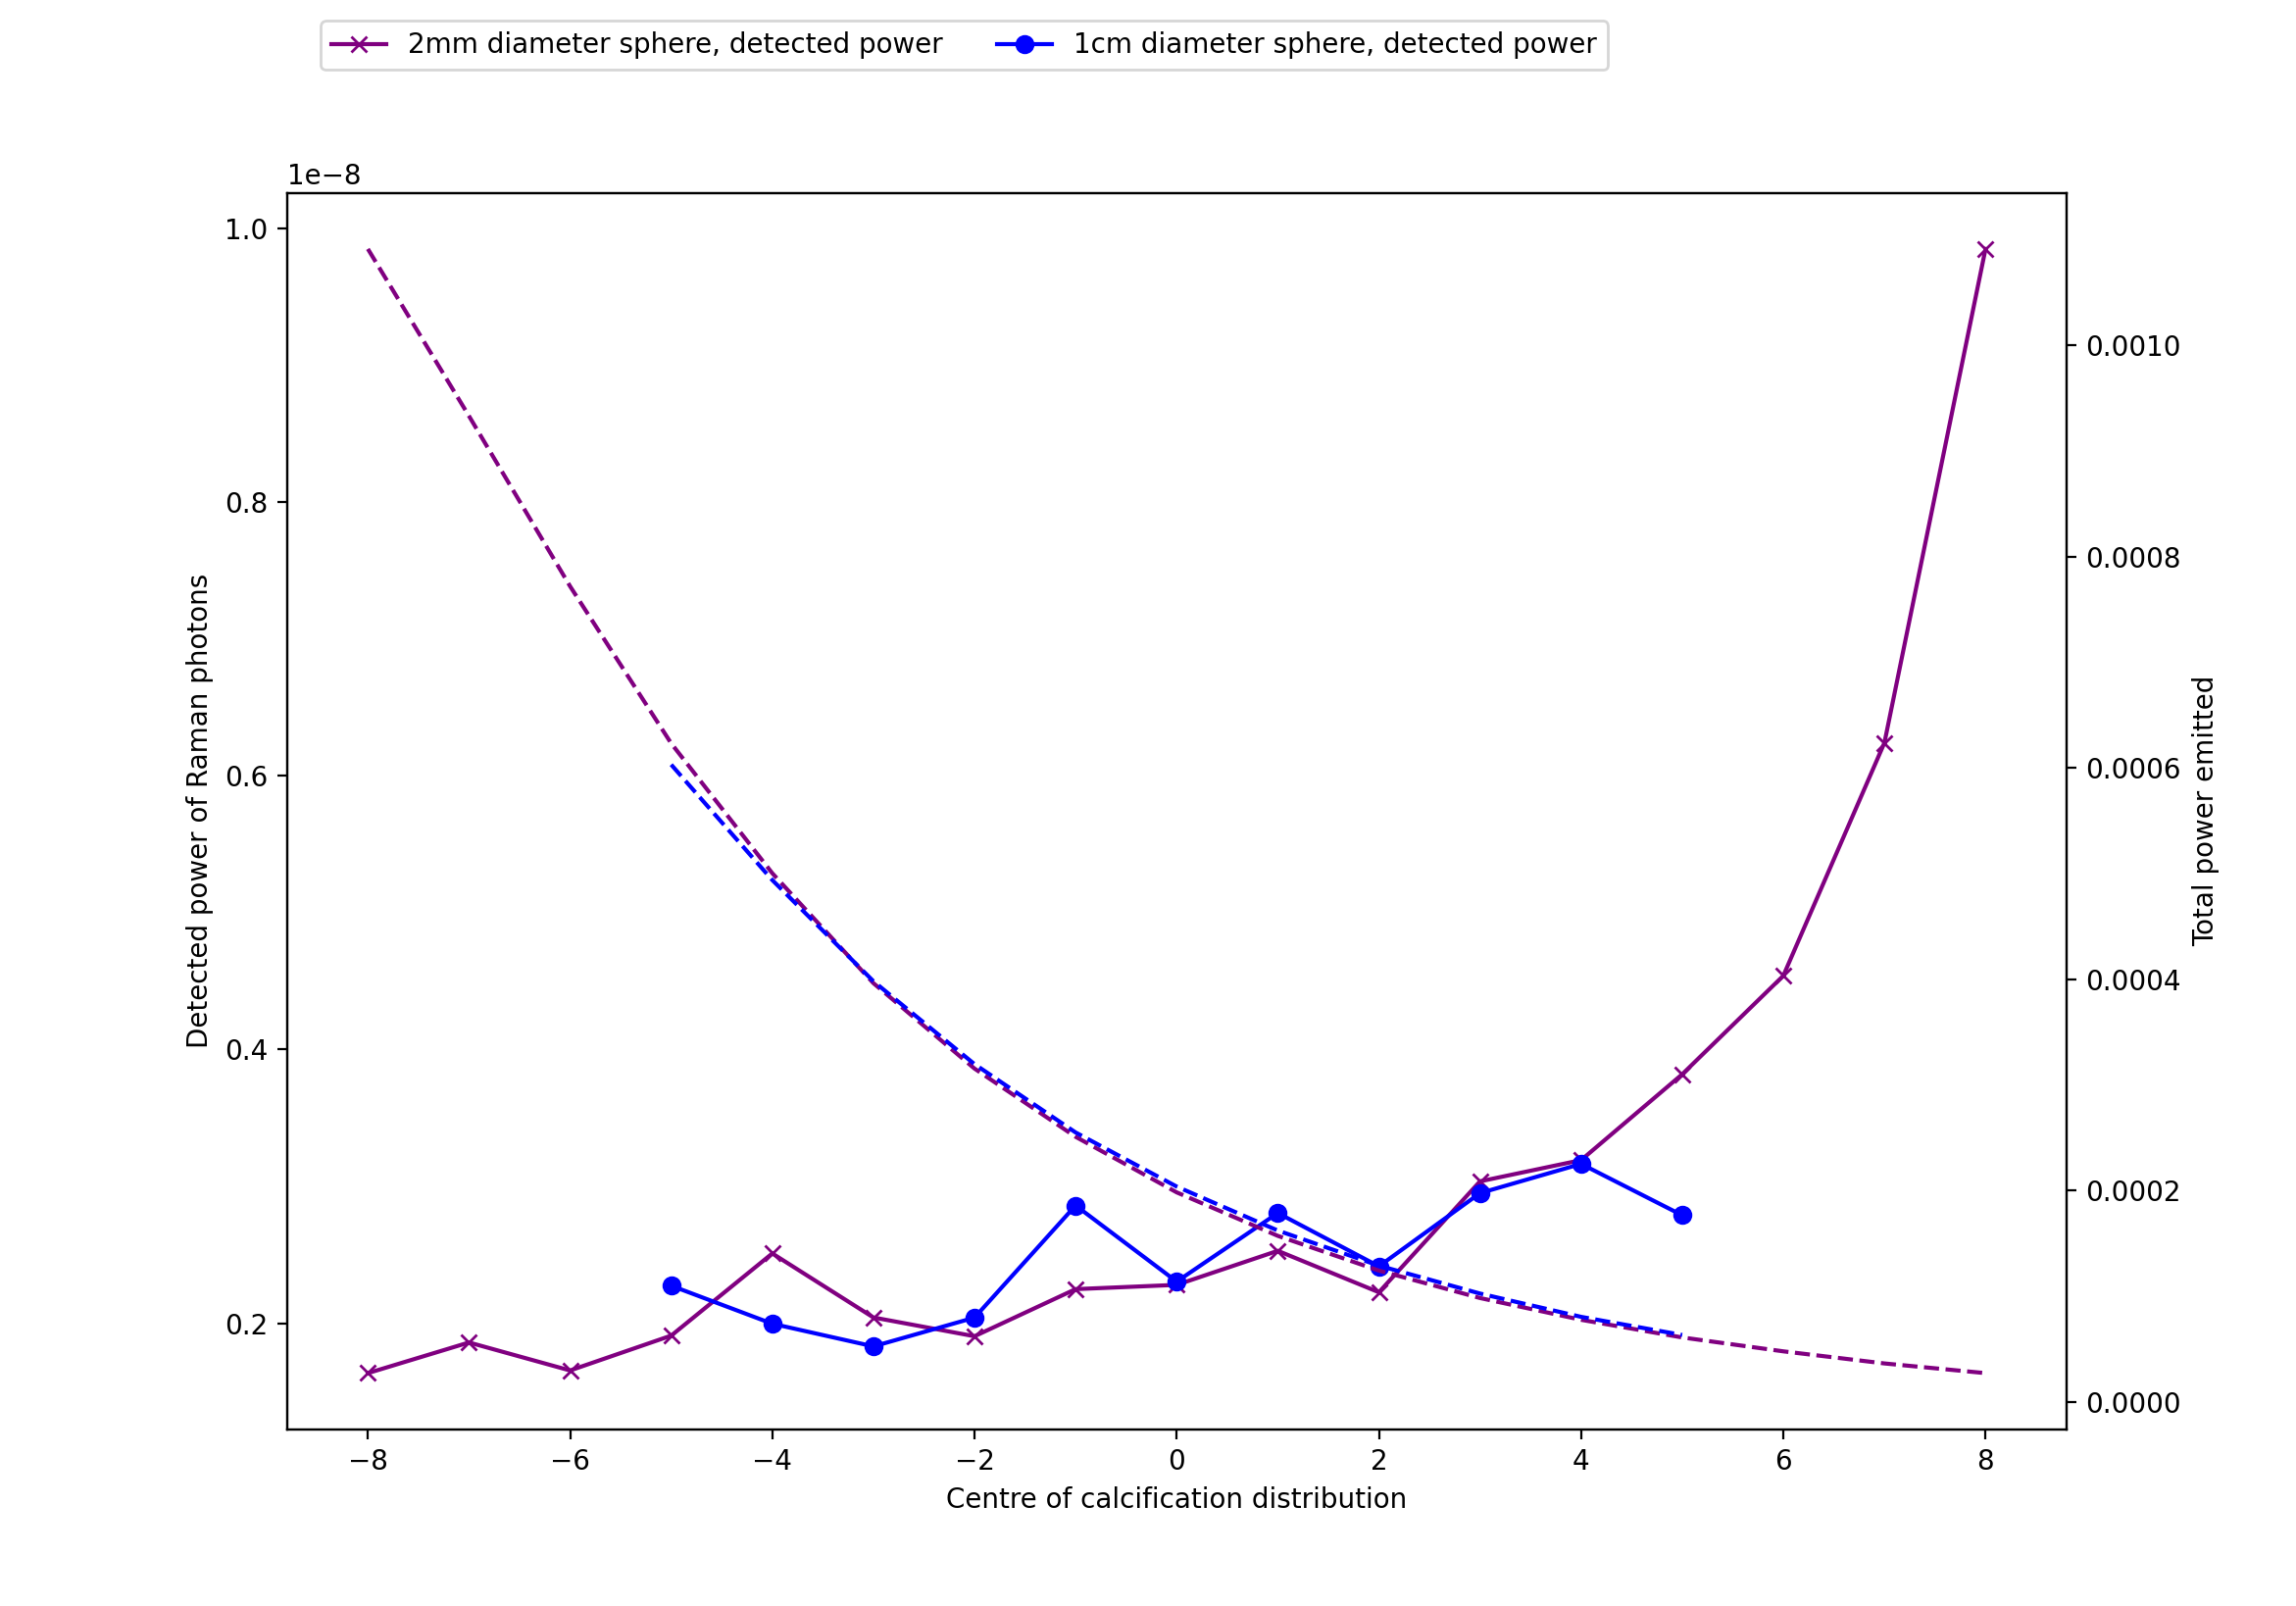 2mm diameter sphere, detected power
1cm diameter sphere, detected power
1e−8
1.0
0.8
0.6
0.4
0.2
Detected power of Raman photons
0.0010
0.0008
0.0006
0.0004
0.0002
0.0000
Total power emitted
−8 −6 −4 −2 0 2 4 6 8
Centre of calcification distribution